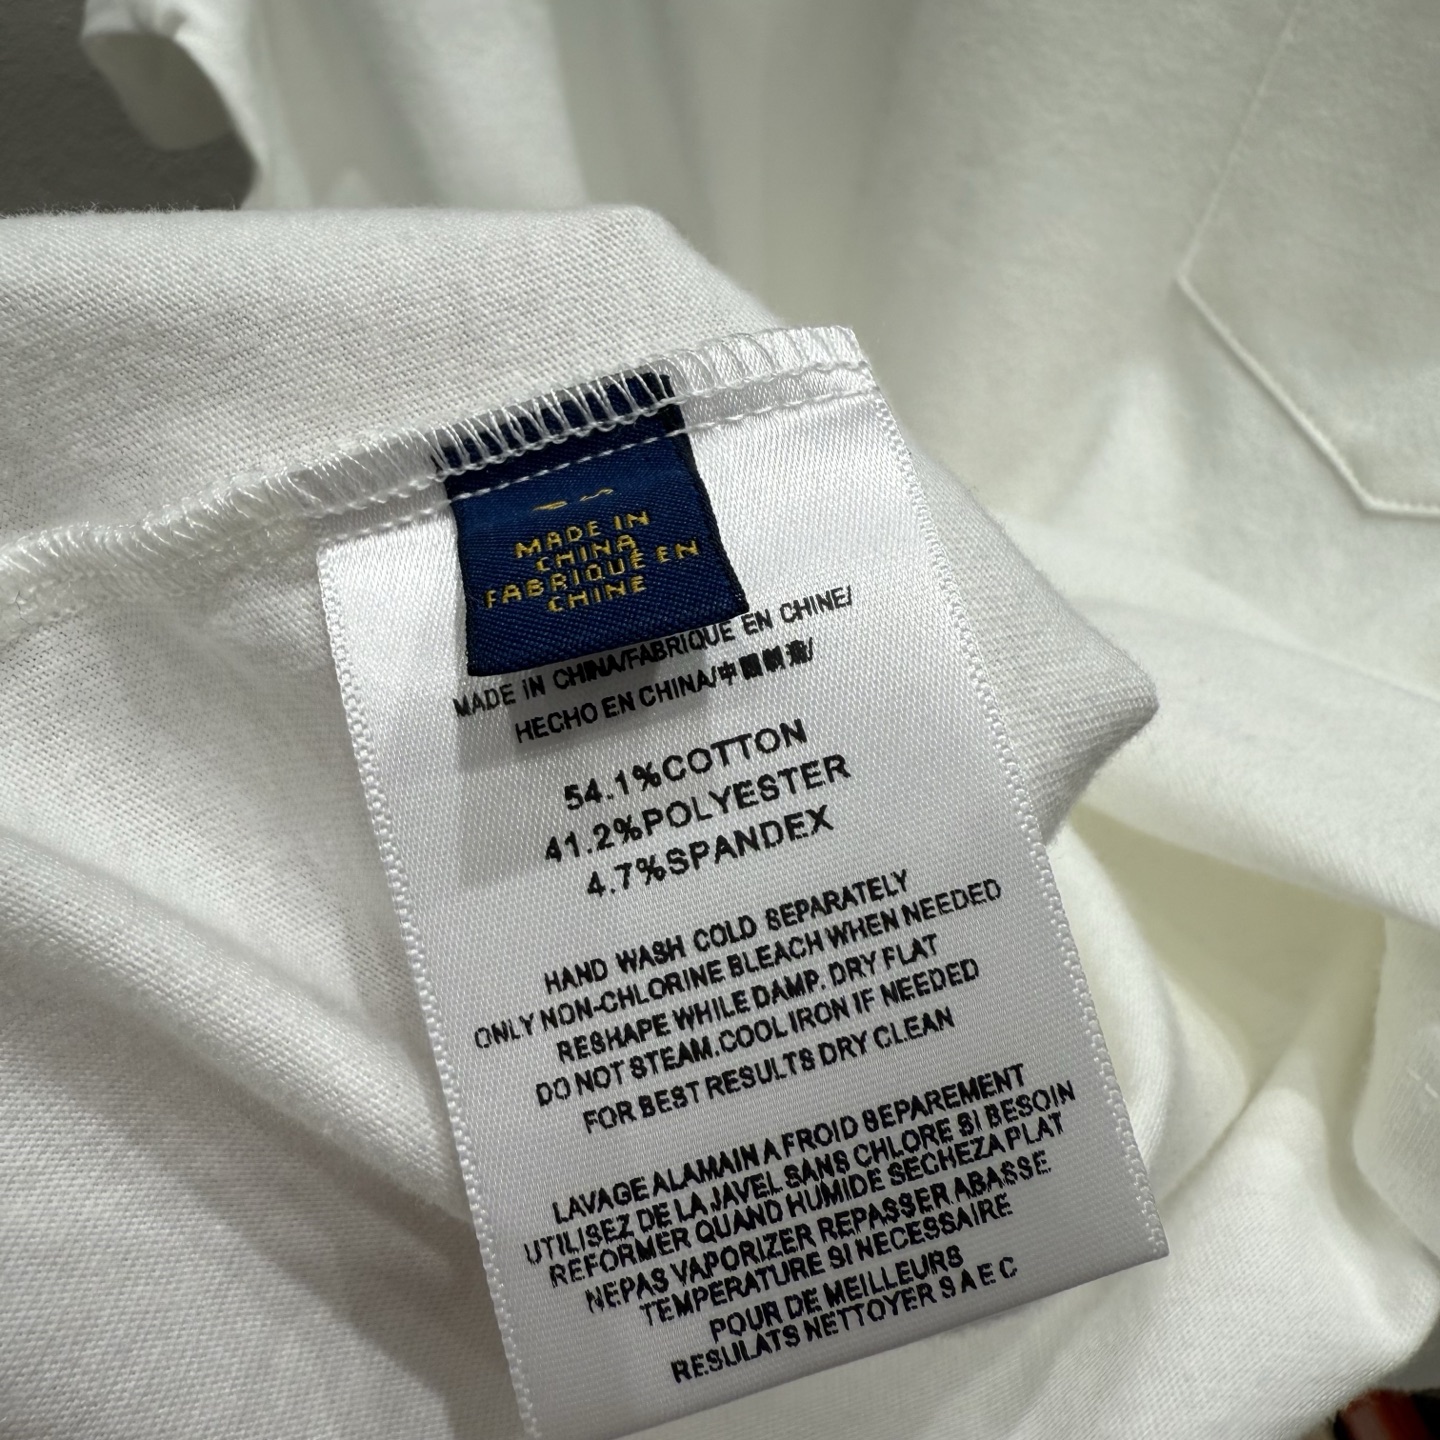 MADE IN
CHINA
FABRIQUÉ EN
CHINE
MADE IN CHINA/FABRIQUE EN CHINE/
HECHO EN CHINA/中國制造/
54.1%COTTON
41.2%POLYESTER
4.7%SPANDEX
HAND WASH COLD SEPARATELY
ONLY NON-CHLORINE BLEACH WHEN NEEDED
RESHAPE WHILE DAMP. DRY FLAT
DO NOT STEAM.COOL IRON IF NEEDED
FOR BEST RESULTS DRY CLEAN
LAVAGE ALAMAIN A FROID SEPAREMENT
UTILISEZ DE LA JAVEL SANS CHLORE SI BESOIN
REFORMER QUAND HUMIDE SECHEZA PLAT
NEPAS VAPORIZER REPASSER ABASSE
TEMPERATURE SI NECESSAIRE
POUR DE MEILLEURS
RESULATS NETTOYER S A E C